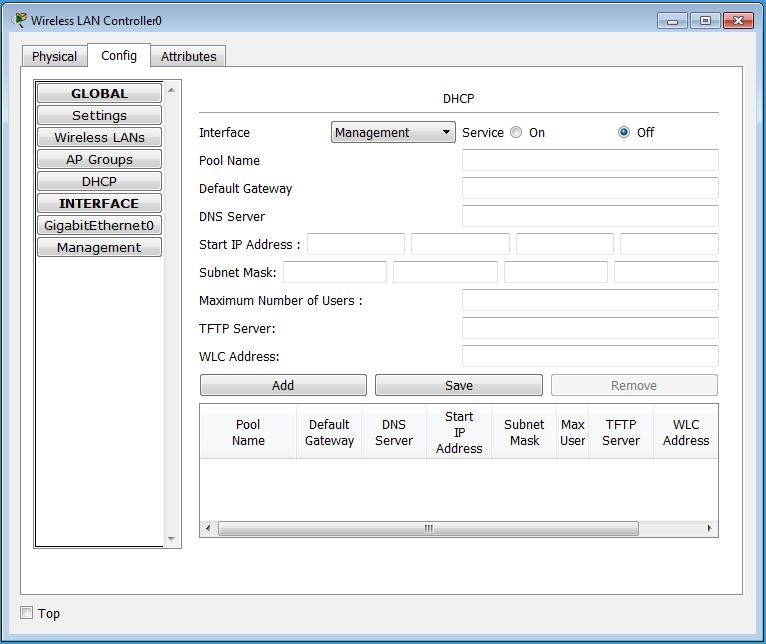 Wireless LAN Controller0
Physical Config Attributes
GLOBAL
Settings
Wireless LANs
AP Groups
DHCP
INTERFACE
GigabitEthernet0
Management
DHCP
Interface Management Service On Off
Pool Name
Default Gateway
DNS Server
Start IP Address :
Subnet Mask:
Maximum Number of Users :
TFTP Server:
WLC Address:
Add Save Remove
Pool Name Default Gateway DNS Server Start IP Address Subnet Mask Max User TFTP Server WLC Address
Top